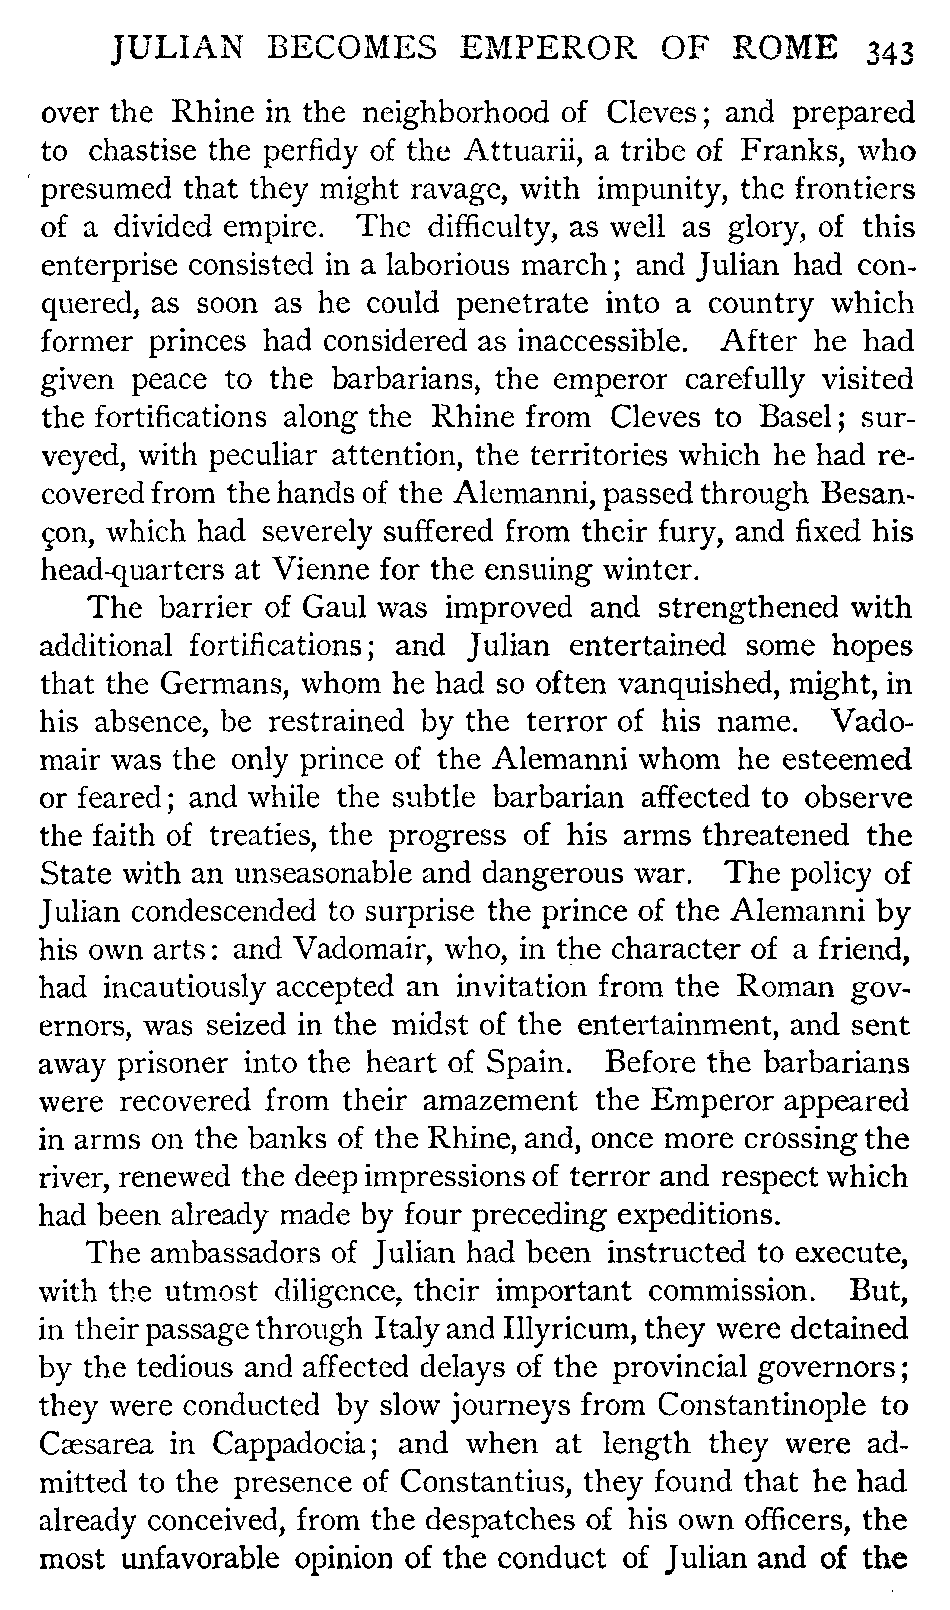 JULIAN BECOMES EMPEROR OF ROME 343
over the Rhine in the neighborhood of Cleves; and prepared
to chastise the perfidy of the Attuarii, a tribe of Franks, who
presumed that they might ravage, with impunity, the frontiers
of a divided empire. The difficulty, as well as glory, of this
enterprise consisted in a laborious march; and Julian had con-
quered, as soon as he could penetrate into a country which
former princes had considered as inaccessible. After he had
given peace to the barbarians, the emperor carefully visited
the fortifications along the Rhine from Cleves to Basel; sur-
veyed, with peculiar attention, the territories which he had re-
covered from the hands of the Alemanni, passed through Besan-
çon, which had severely suffered from their fury, and fixed his
head-quarters at Vienne for the ensuing winter.
The barrier of Gaul was improved and strengthened with
additional fortifications; and Julian entertained some hopes
that the Germans, whom he had so often vanquished, might, in
his absence, be restrained by the terror of his name. Vado-
mair was the only prince of the Alemanni whom he esteemed
or feared; and while the subtle barbarian affected to observe
the faith of treaties, the progress of his arms threatened the
State with an unseasonable and dangerous war. The policy of
Julian condescended to surprise the prince of the Alemanni by
his own arts: and Vadomair, who, in the character of a friend,
had incautiously accepted an invitation from the Roman gov-
ernors, was seized in the midst of the entertainment, and sent
away prisoner into the heart of Spain. Before the barbarians
were recovered from their amazement the Emperor appeared
in arms on the banks of the Rhine, and, once more crossing the
river, renewed the deep impressions of terror and respect which
had been already made by four preceding expeditions.
The ambassadors of Julian had been instructed to execute,
with the utmost diligence, their important commission. But,
in their passage through Italy and Illyricum, they were detained
by the tedious and affected delays of the provincial governors;
they were conducted by slow journeys from Constantinople to
Cæsarea in Cappadocia; and when at length they were ad-
mitted to the presence of Constantius, they found that he had
already conceived, from the despatches of his own officers, the
most unfavorable opinion of the conduct of Julian and of the